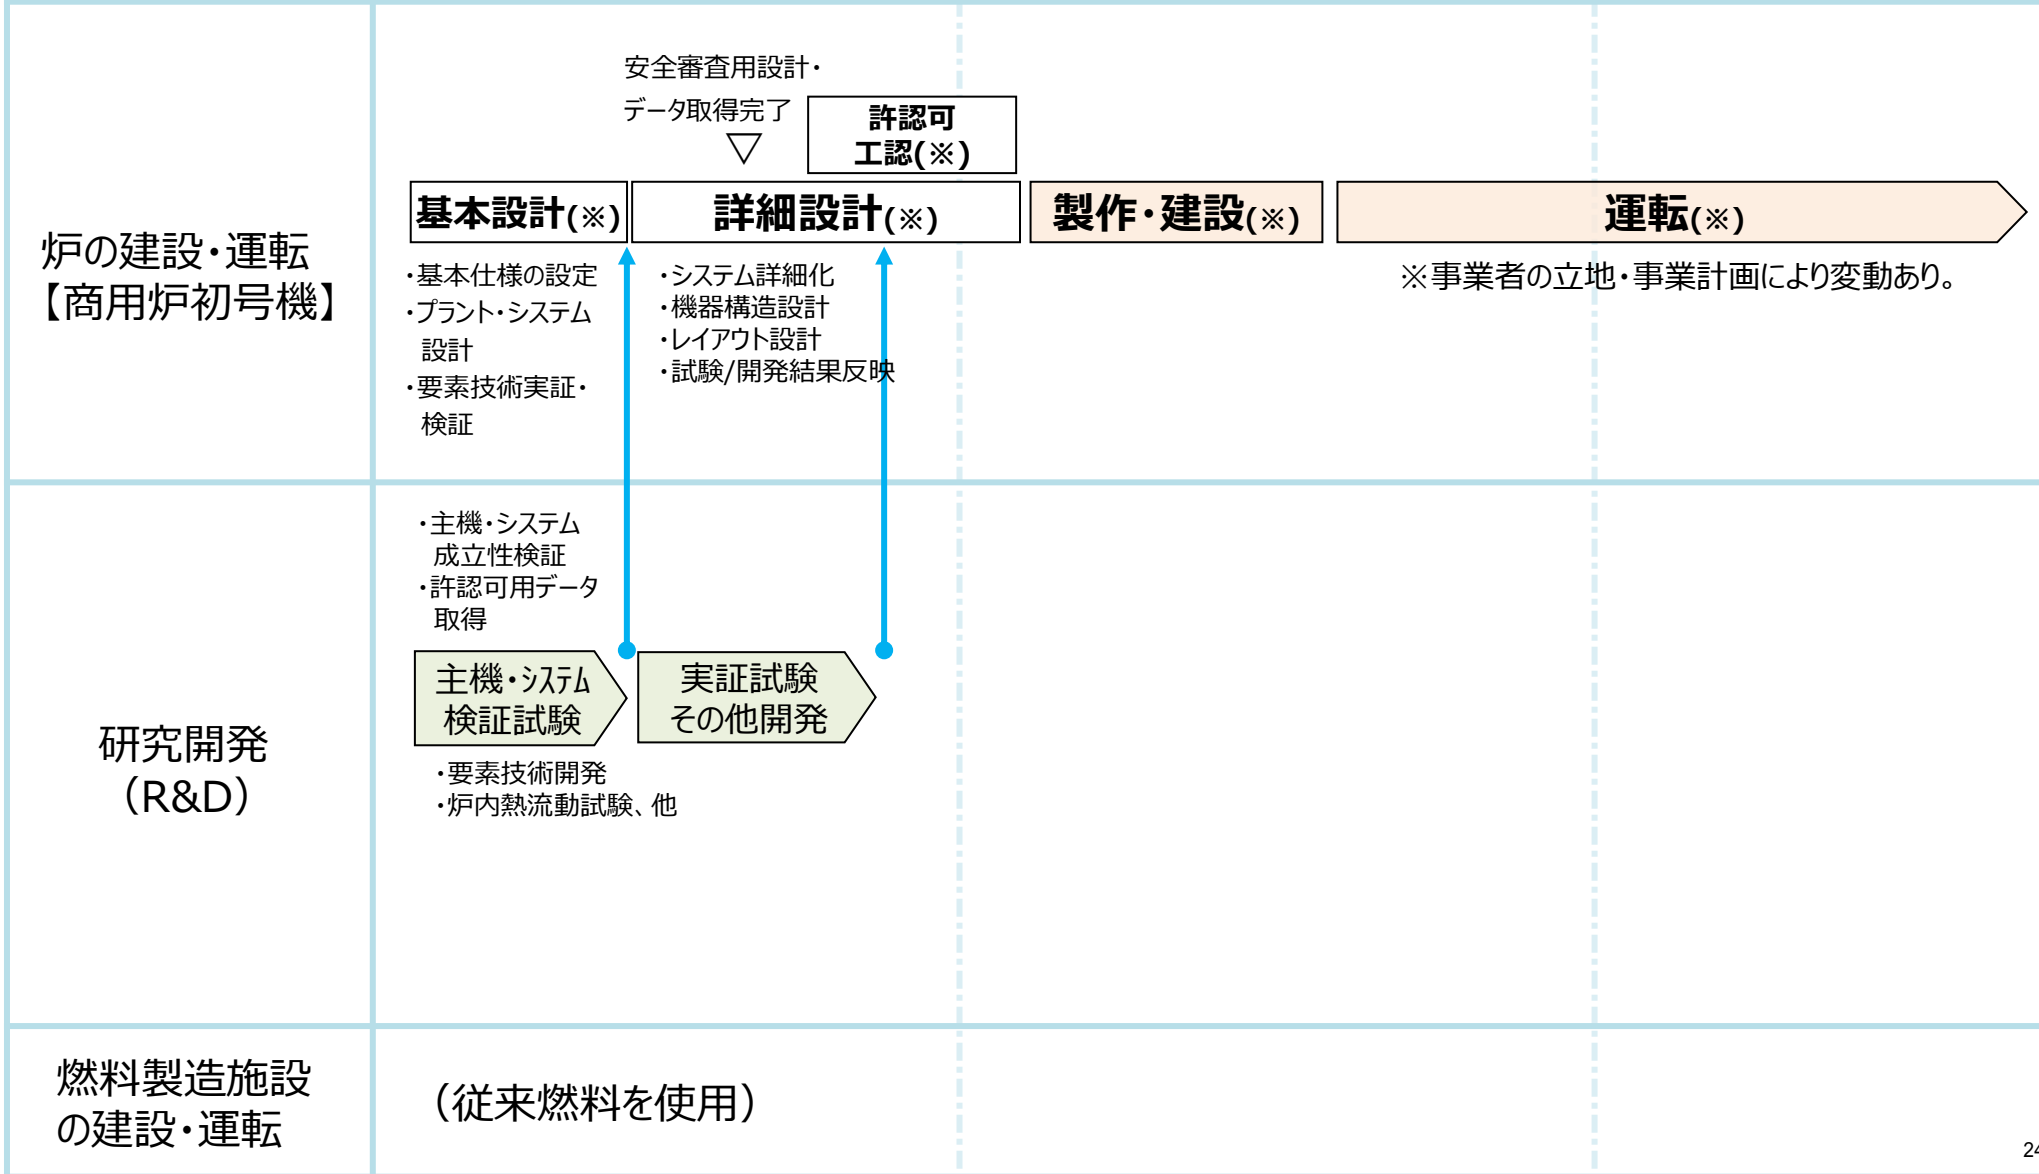 炉の建設・運転
【商用炉初号機】
安全審査用設計・
データ取得完了
▽
許認可
工認(※)
基本設計(※)
詳細設計(※)
製作・建設(※)
運転(※)
・基本仕様の設定
・プラント・システム
設計
・要素技術実証・
検証
・システム詳細化
・機器構造設計
・レイアウト設計
・試験/開発結果反映
※事業者の立地・事業計画により変動あり。
研究開発
（R&D）
・主機・システム
成立性検証
・許認可用データ
取得
主機・ｼｽﾃﾑ
検証試験
実証試験
その他開発
・要素技術開発
・炉内熱流動試験、他
燃料製造施設
の建設・運転
（従来燃料を使用）